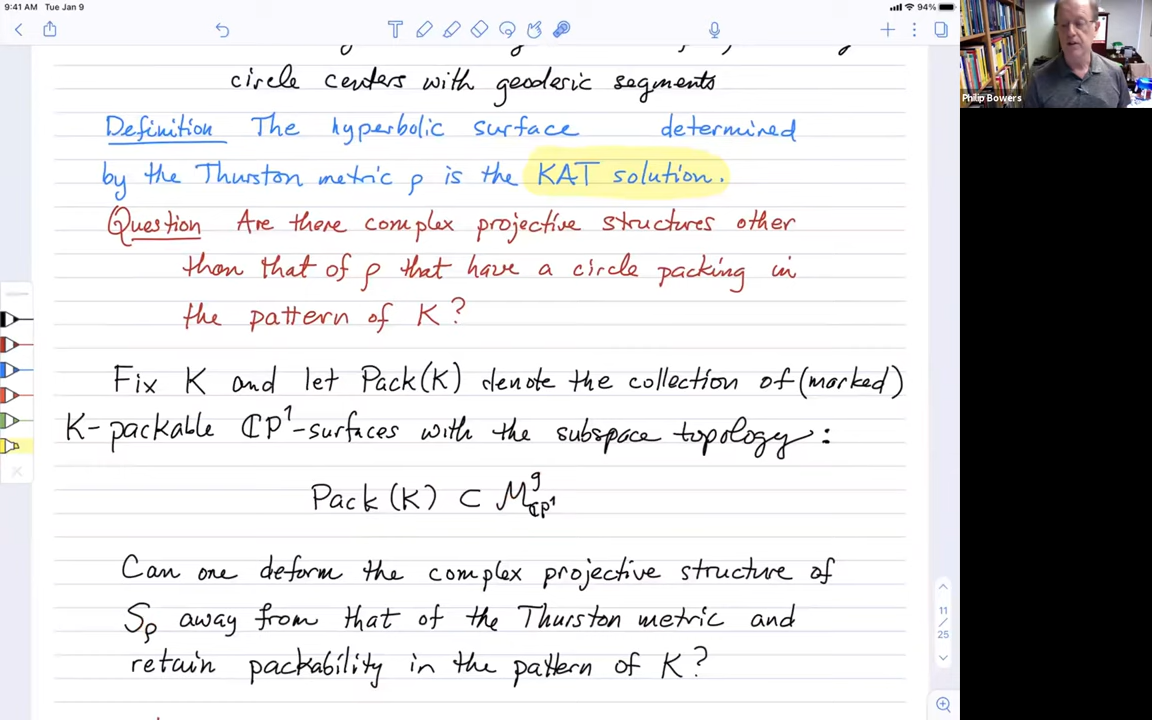 9:41 AM Tue Jan 9
94%
circle centers with geodesic segments
Definition The hyperbolic surface determined
by the Thurston metric ρ is the KAT solution.
Question Are there complex projective structures other
than that of ρ that have a circle packing in
the pattern of K?
Fix K and let Pack(K) denote the collection of (marked)
K-packable ℂP¹-surfaces with the subspace topology:
Pack(K) ⊂ M^g_ℂP¹
Can one deform the complex projective structure of
S_ρ away from that of the Thurston metric and
retain packability in the pattern of K?
11
/
25
Philip Bowers